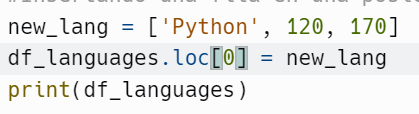 new_lang = ['Python', 120, 170]
df_languages.loc[0] = new_lang
print(df_languages)